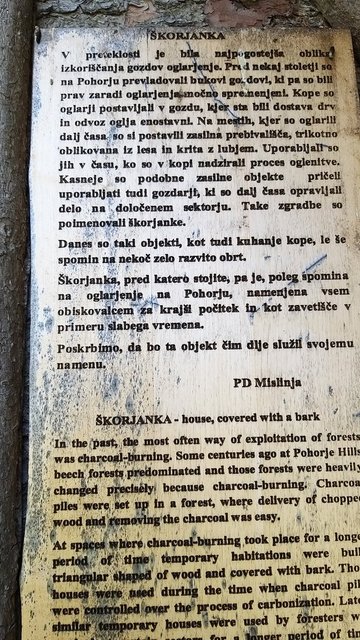 ŠKORJANKA
V preteklosti je bila najpogostejša oblika
izkoriščanja gozdov oglarjenje. Pred nekaj stoletji so
na Pohorju prevladovali bukovi gozdovi, ki pa so bili
prav zaradi oglarjenja močno spremenjeni. Kope so
oglarji postavljali v gozdu, kjer sta bili dostava drv
in odvoz oglja enostavni. Na mestih, kjer so oglarili
dalj časa, so si postavili zasilna prebivališča, trikotno
oblikovana iz lesa in krita z lubjem. Uporabljali so
jih v času, ko so v kopi nadzirali proces oglenitve.
Kasneje so podobne zasilne objekte pričeli
uporabljati tudi gozdarji, ki so dalj časa opravljali
delo na določenem sektorju. Take zgradbe so
poimenovali škorjanke.
Danes so taki objekti, kot tudi kuhanje kope, le še
spomin na nekoč zelo razvito obrt.
Škorjanka, pred katero stojite, pa je, poleg spomina
na oglarjenje na Pohorju, namenjena vsem
obiskovalcem za krajši počitek in kot zavetišče v
primeru slabega vremena.
Poskrbimo, da bo ta objekt čim dlje služil svojemu
namenu.
PD Mislinja
ŠKORJANKA - house, covered with a bark
In the past, the most often way of exploitation of forests
was charcoal-burning. Some centuries ago at Pohorje Hills
beech forests predominated and those forests were heavily
changed precisely because charcoal-burning. Charcoa
piles were set up in a forest, where delivery of choppe
wood and removing the charcoal was easy.
At spaces where charcoal-burning took place for a longe
period of time temporary habitations were buil
triangular shaped of wood and covered with bark. Tho
houses were used during the time when charcoal pil
were controlled over the process of carbonization. Late
similar temporary houses were used by foresters w
for a longer period of